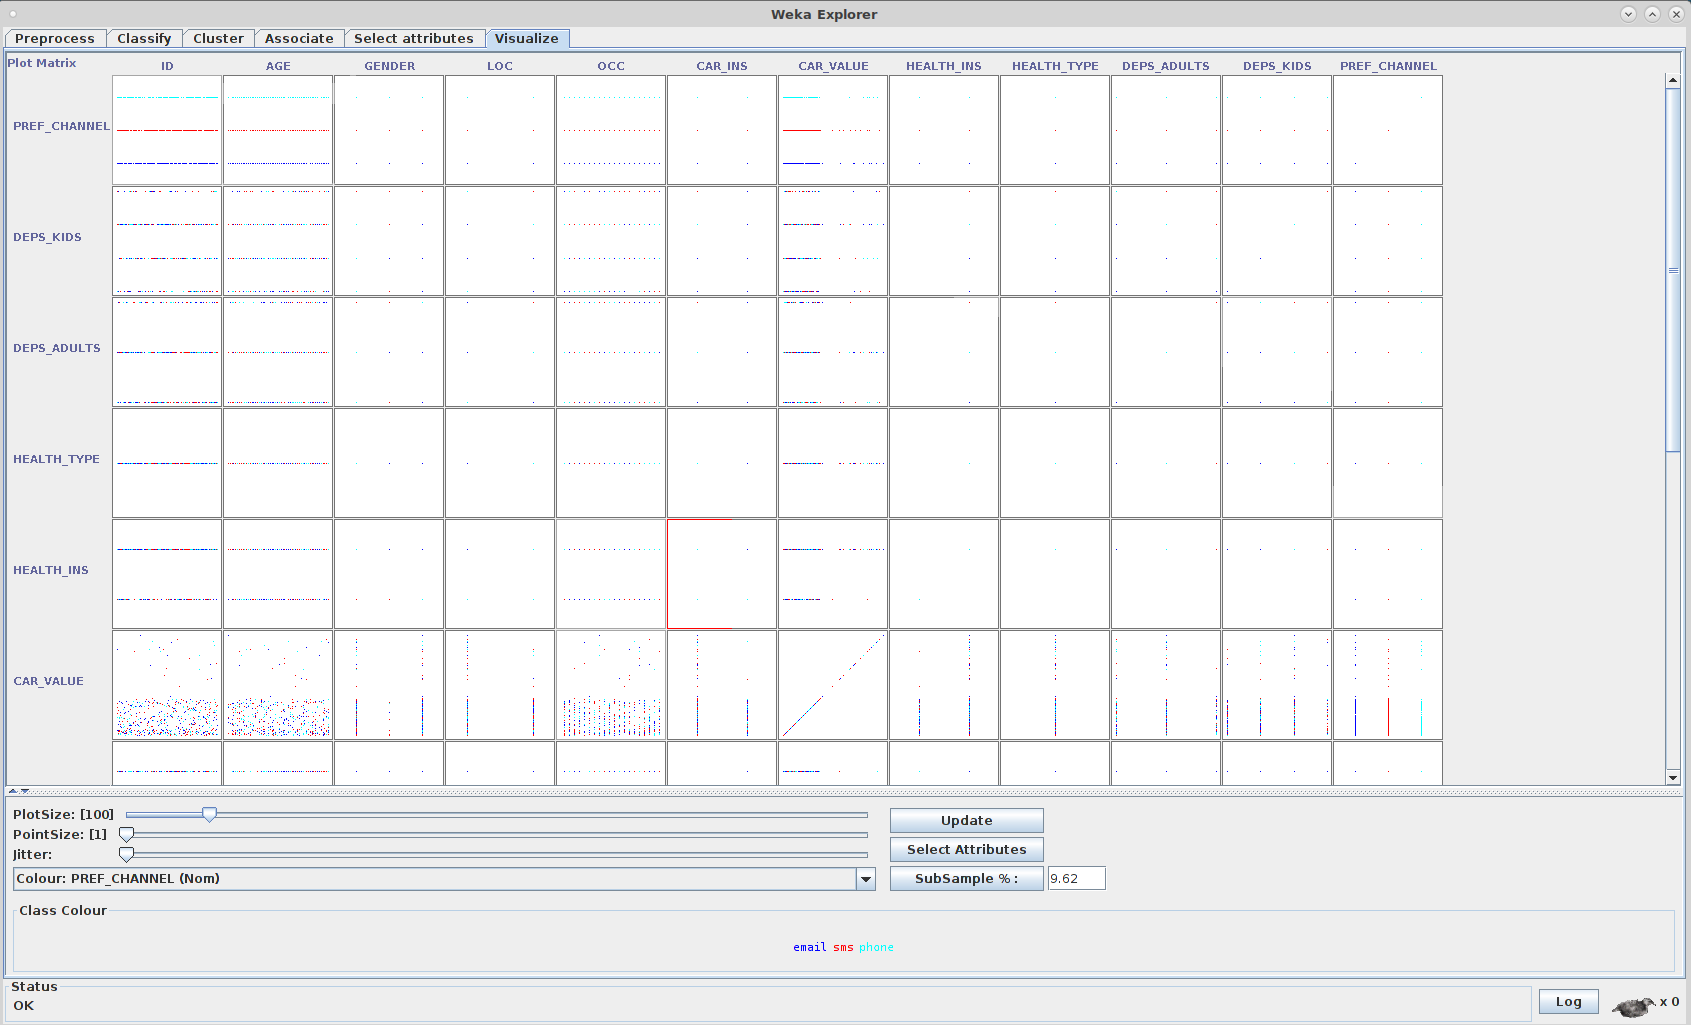 Weka Explorer
Preprocess Classify Cluster Associate Select attributes Visualize
Plot Matrix
ID AGE GENDER LOC OCC CAR_INS CAR_VALUE HEALTH_INS HEALTH_TYPE DEPS_ADULTS DEPS_KIDS PREF_CHANNEL
PREF_CHANNEL
DEPS_KIDS
DEPS_ADULTS
HEALTH_TYPE
HEALTH_INS
CAR_VALUE
PlotSize: [100]
Update
PointSize: [1]
Select Attributes
Jitter:
Colour: PREF_CHANNEL (Nom)
SubSample % : 9.62
Class Colour
email sms phone
Status
OK
Log x 0